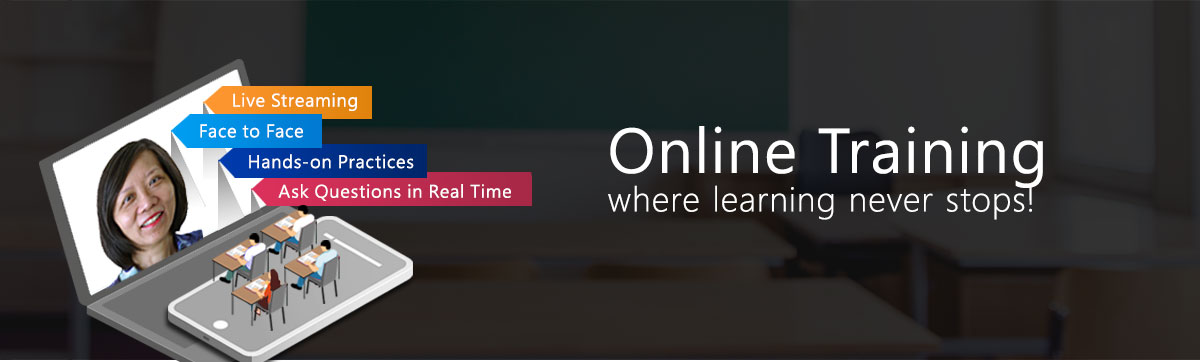 Live Streaming
Face to Face
Hands-on Practices
Ask Questions in Real Time
Online Training
where learning never stops!